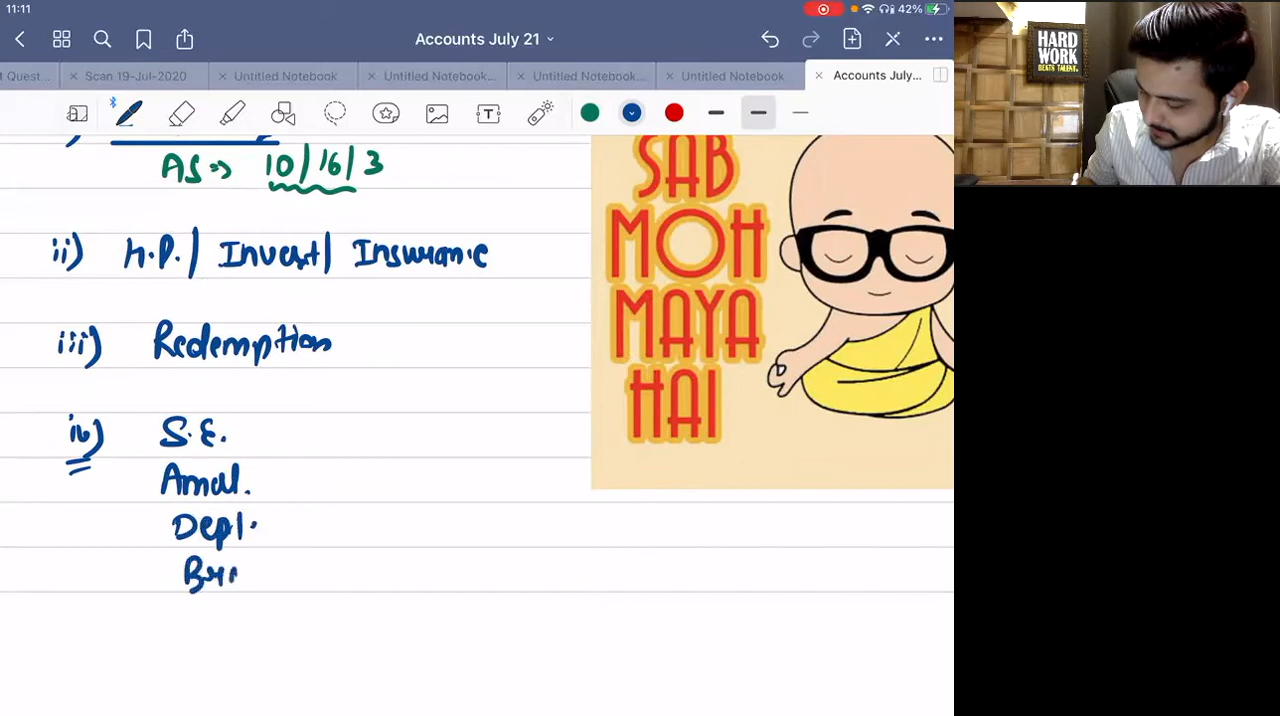 11:11
42%
Accounts July 21
Quest...
Scan 19-Jul-2020
Untitled Notebook
Untitled Notebook...
Untitled Notebook...
Untitled Notebook
Accounts July...
T
HARD
WORK
BEATS TALENT.
AS => 10/16/3
ii) H.P./ Invest/ Insurance
iii) Redemption
iv) S.E.
Amal.
Dept.
SAB
MOH
MAYA
HAI